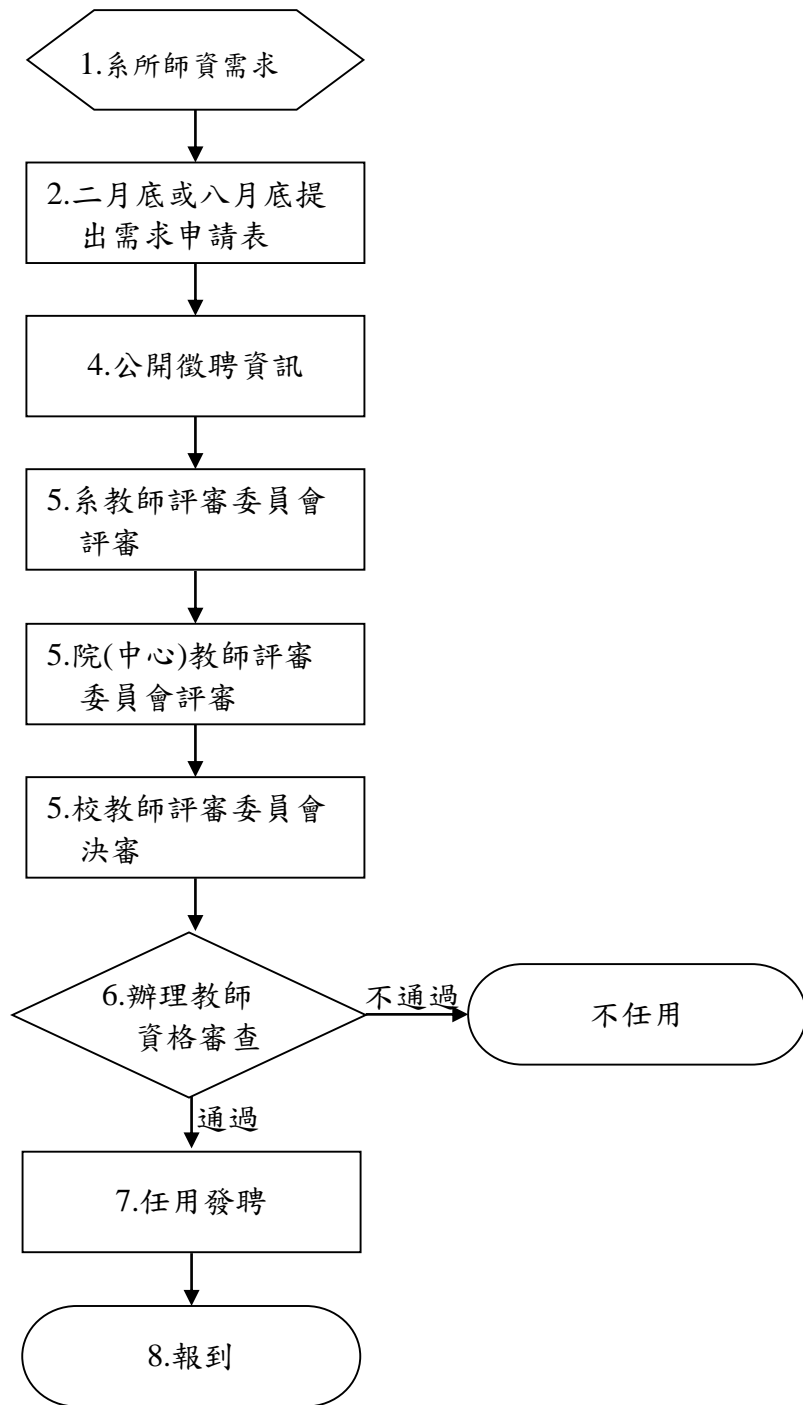 1.系所師資需求
2.二月底或八月底提
出需求申請表
4.公開徵聘資訊
5.系教師評審委員會
評審
5.院(中心)教師評審
委員會評審
5.校教師評審委員會
決審
6.辦理教師
資格審查
不通過
不任用
通過
7.任用發聘
8.報到